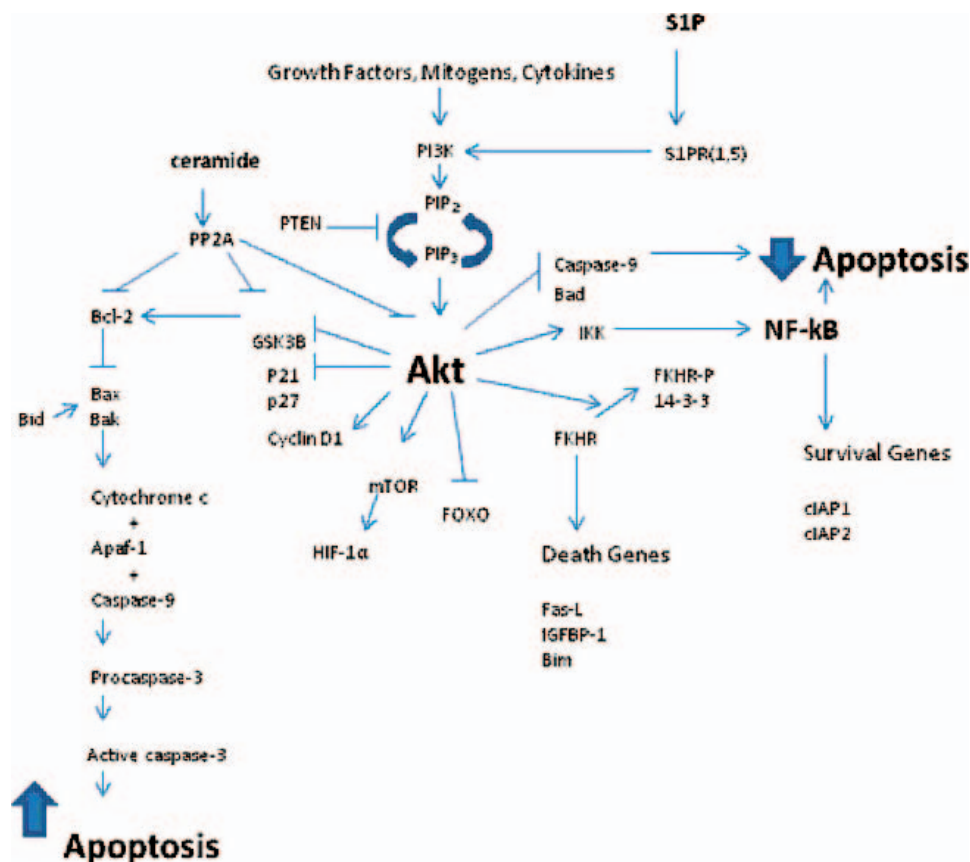 S1P
Growth Factors, Mitogens, Cytokines
PI3K
S1PR(1,5)
ceramide
PIP2
PTEN
PP2A
PIP3
Caspase-9
Bad
Apoptosis
Bcl-2
GSK3B
IKK
NF-kB
Akt
P21
p27
FKHR-P
14-3-3
Bid
Bax
Bak
Cyclin D1
FKHR
Survival Genes
mTOR
FOXO
Cytochrome c
+
Apaf-1
+
Caspase-9
HIF-1α
Death Genes
cIAP1
cIAP2
Fas-L
IGFBP-1
Bim
Procaspase-3
Active caspase-3
Apoptosis